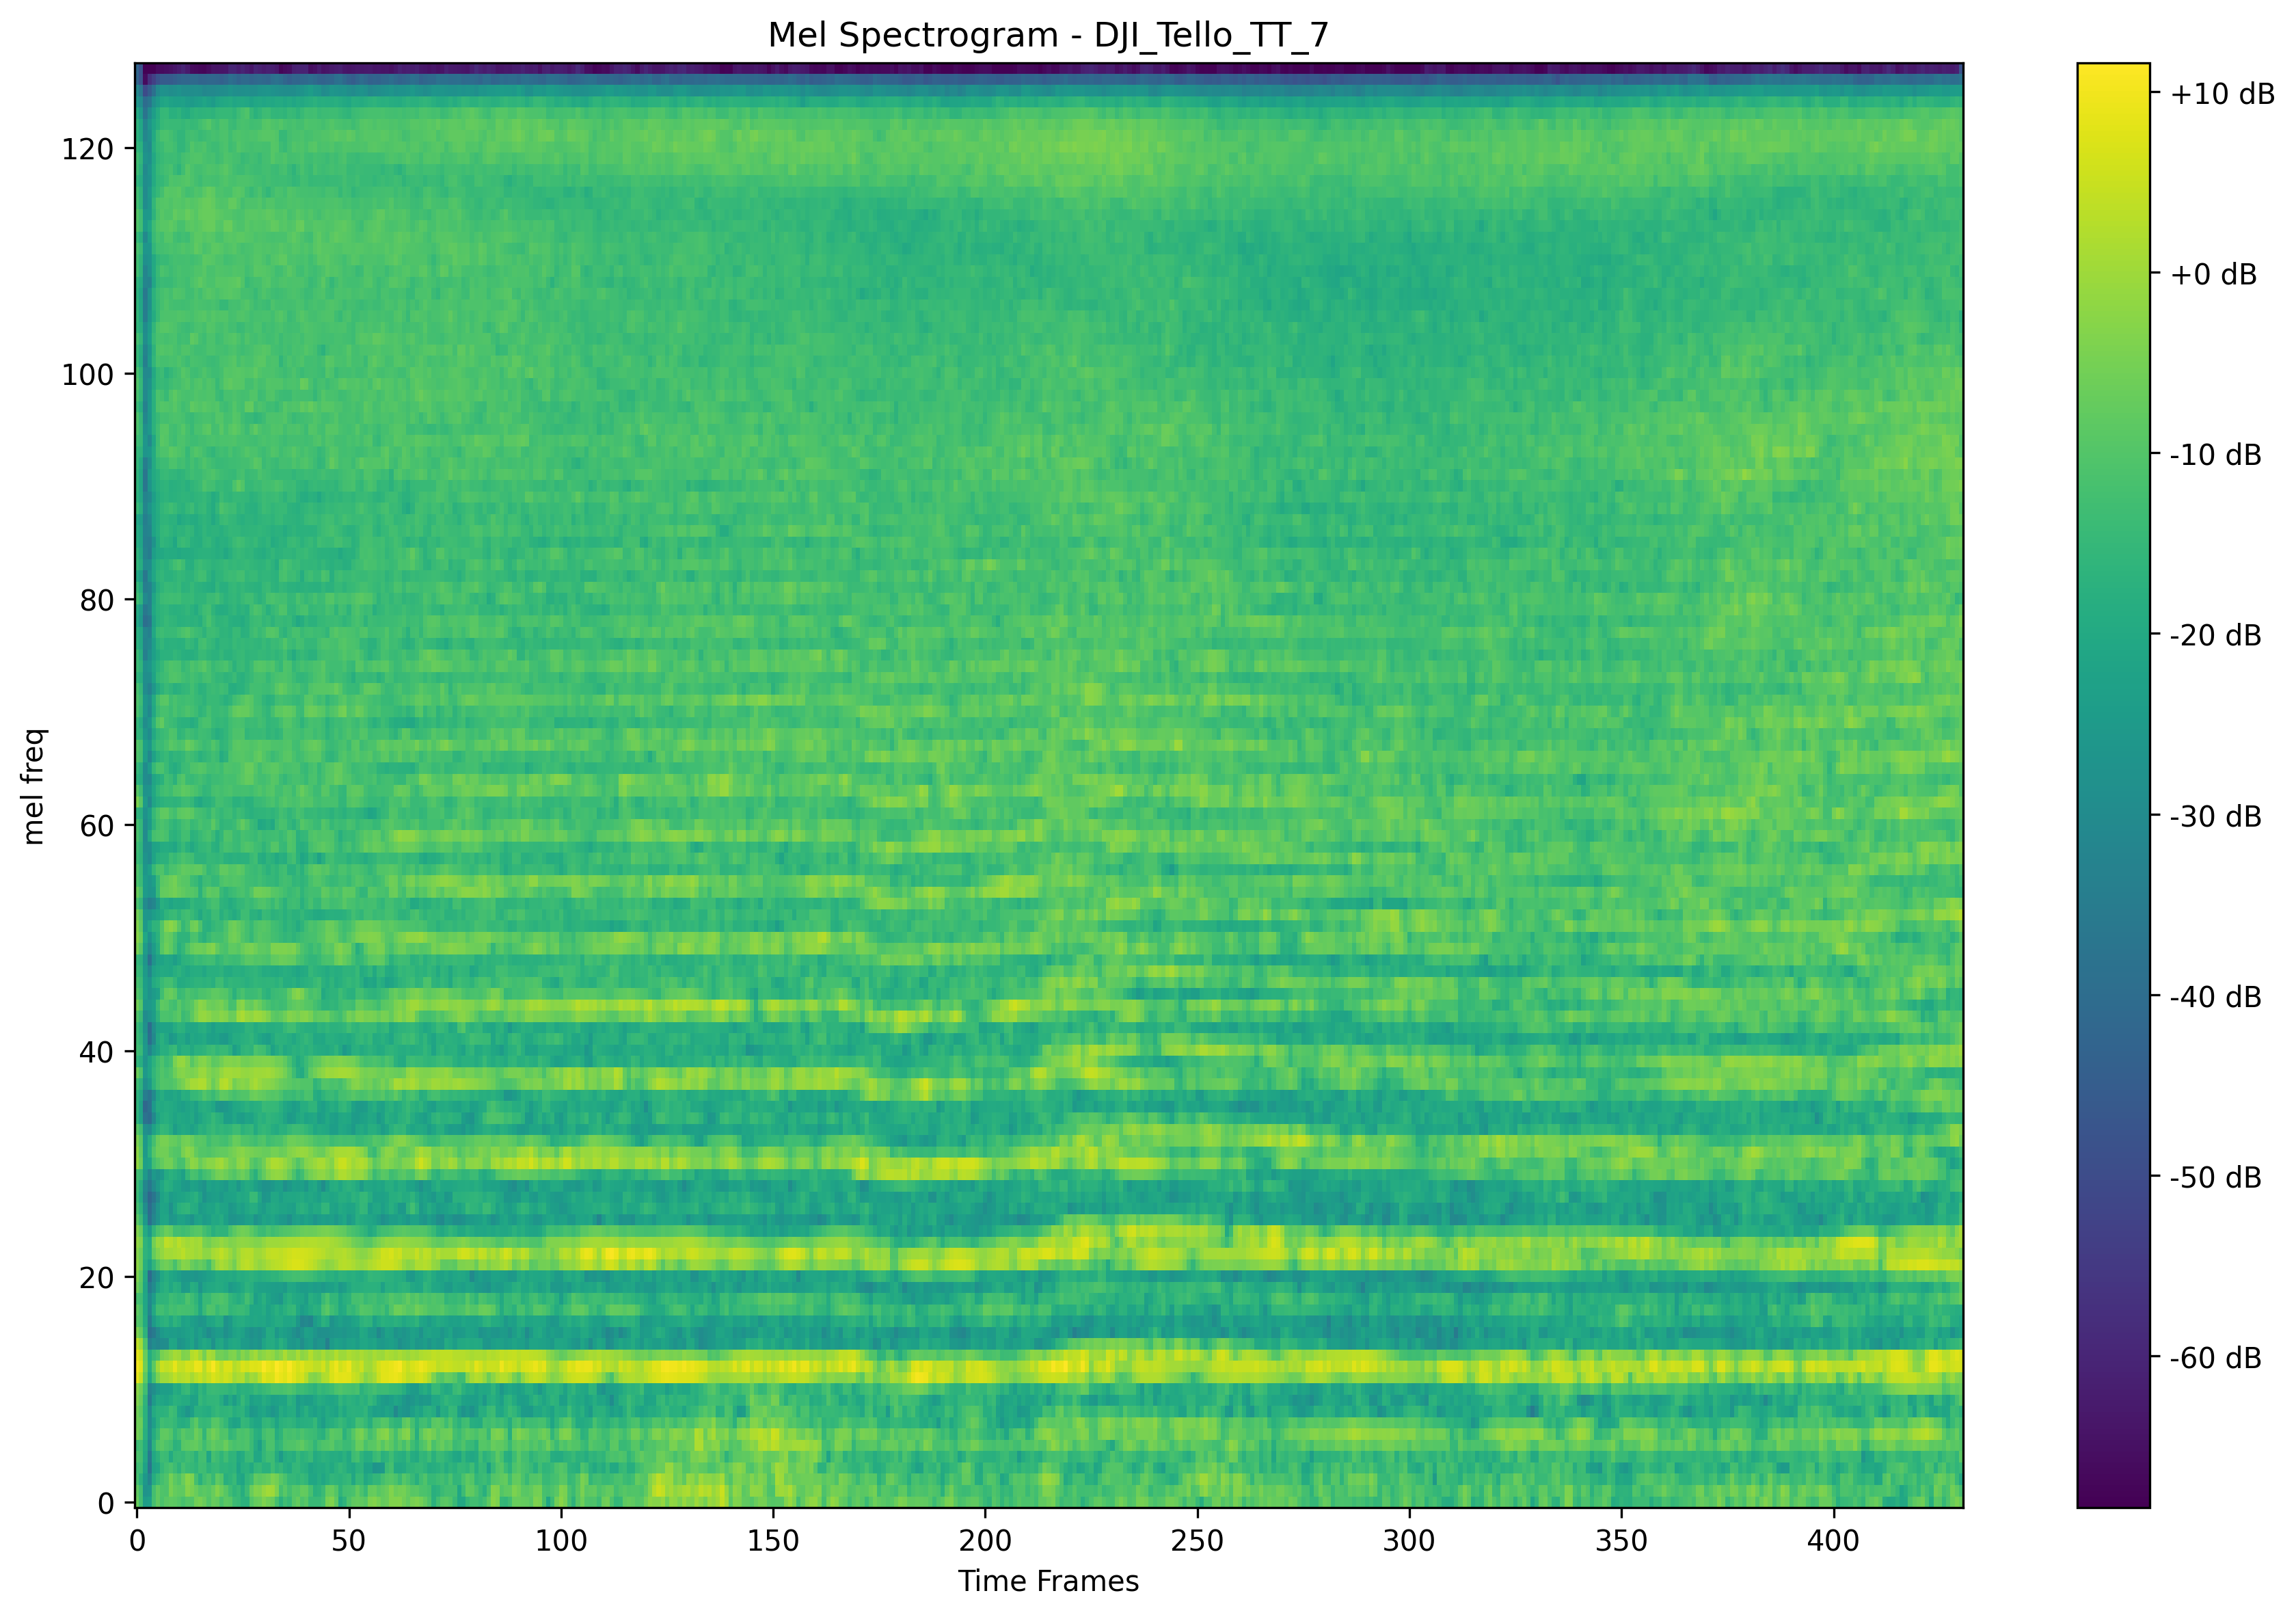 Mel Spectrogram - DJI_Tello_TT_7
mel freq
120
100
80
60
40
20
0
0 50 100 150 200 250 300 350 400
Time Frames
+10 dB
+0 dB
-10 dB
-20 dB
-30 dB
-40 dB
-50 dB
-60 dB